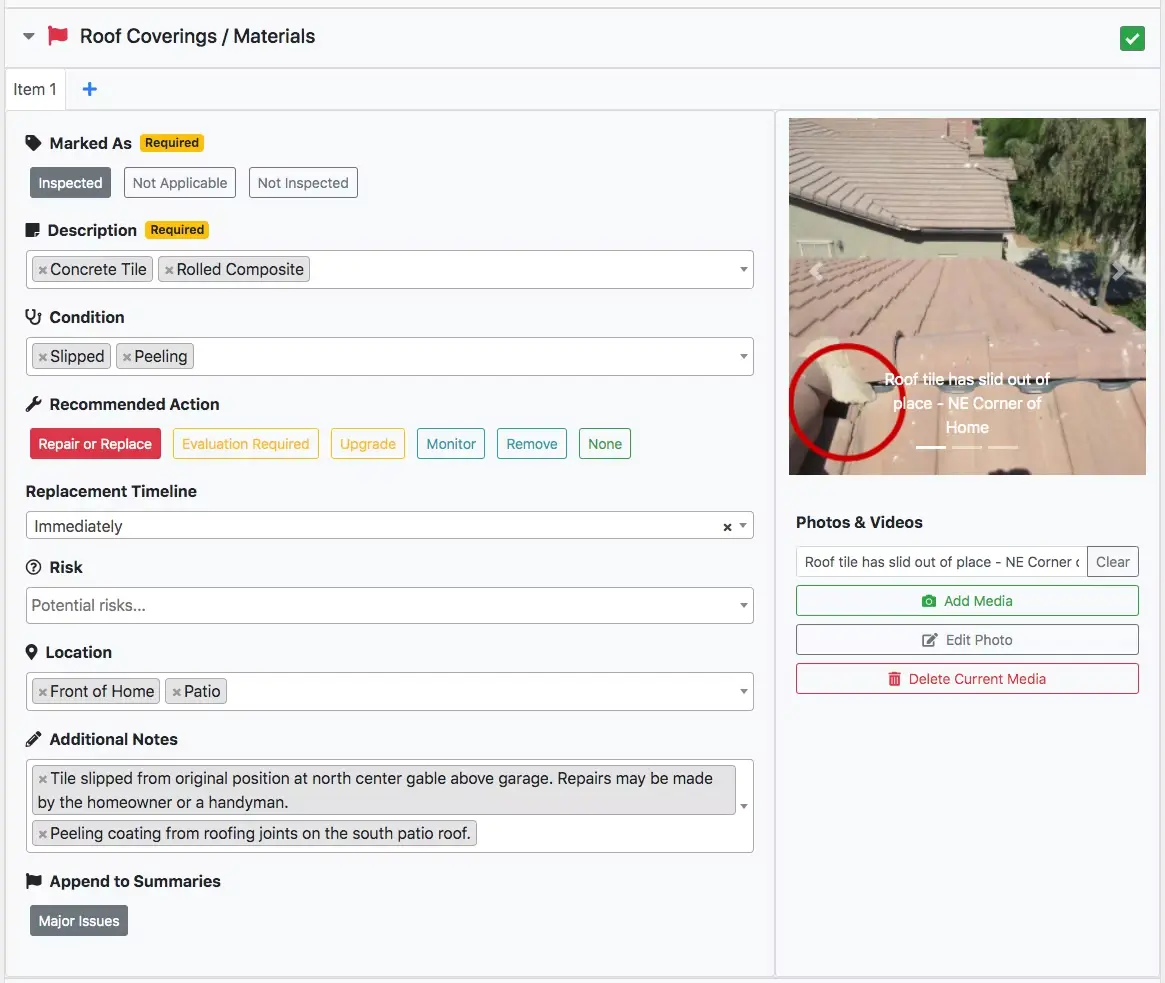 Roof Coverings / Materials
Item 1
Marked As Required
Inspected Not Applicable Not Inspected
Description Required
×Concrete Tile ×Rolled Composite
Condition
×Slipped ×Peeling
Recommended Action
Repair or Replace Evaluation Required Upgrade Monitor Remove None
Replacement Timeline
Immediately ×
Risk
Potential risks...
Location
×Front of Home ×Patio
Additional Notes
×Tile slipped from original position at north center gable above garage. Repairs may be made
by the homeowner or a handyman.
×Peeling coating from roofing joints on the south patio roof.
Append to Summaries
Major Issues
Roof tile has slid out of
place - NE Corner of
Home
Photos & Videos
Roof tile has slid out of place - NE Corner Clear
Add Media
Edit Photo
Delete Current Media